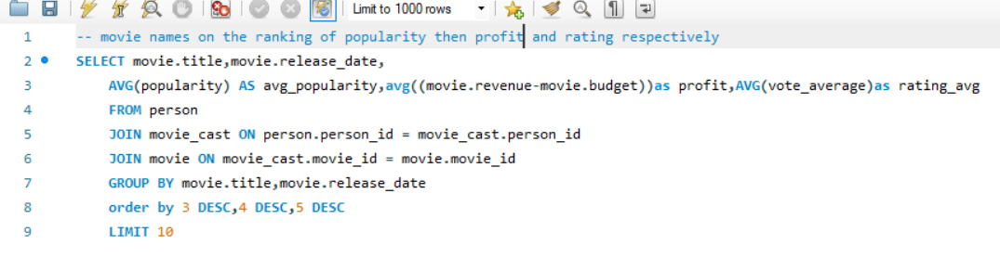 Limit to 1000 rows
1 -- movie names on the ranking of popularity then profit and rating respectively
2 SELECT movie.title,movie.release_date,
3 AVG(popularity) AS avg_popularity,avg((movie.revenue-movie.budget))as profit,AVG(vote_average)as rating_avg
4 FROM person
5 JOIN movie_cast ON person.person_id = movie_cast.person_id
6 JOIN movie ON movie_cast.movie_id = movie.movie_id
7 GROUP BY movie.title,movie.release_date
8 order by 3 DESC,4 DESC,5 DESC
9 LIMIT 10